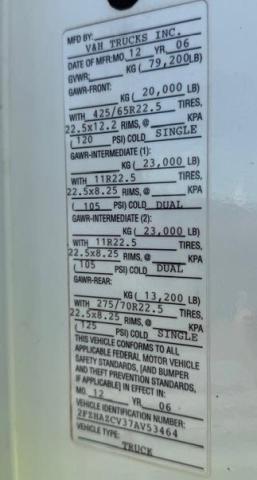 MFD BY:
V&H TRUCKS INC.
DATE OF MFR:MO. 12 YR. 06
GVWR: KG ( 79,200LB)
GAWR-FRONT:
KG ( 20,000 LB)
WITH 425/65R22.5 TIRES,
22.5x12.2 RIMS, @ KPA
( 120 PSI) COLD SINGLE
GAWR-INTERMEDIATE (1):
KG ( 23,000 LB)
WITH 11R22.5 TIRES,
22.5x8.25 RIMS, @ KPA
( 105 PSI) COLD DUAL
GAWR-INTERMEDIATE (2):
KG ( 23,000 LB)
WITH 11R22.5 TIRES,
22.5x8.25 RIMS, @ KPA
( 105 PSI) COLD DUAL
GAWR-REAR:
KG ( 13,200 LB)
WITH 275/70R22.5 TIRES,
22.5x8.25 RIMS, @ KPA
( 125 PSI) COLD SINGLE
THIS VEHICLE CONFORMS TO ALL
APPLICABLE FEDERAL MOTOR VEHICLE
SAFETY STANDARDS, [AND BUMPER
AND THEFT PREVENTION STANDARDS,
IF APPLICABLE] IN EFFECT IN:
MO. 12 YR. 06
VEHICLE IDENTIFICATION NUMBER:
2FZHAZCV37AV53464
VEHICLE TYPE:
TRUCK